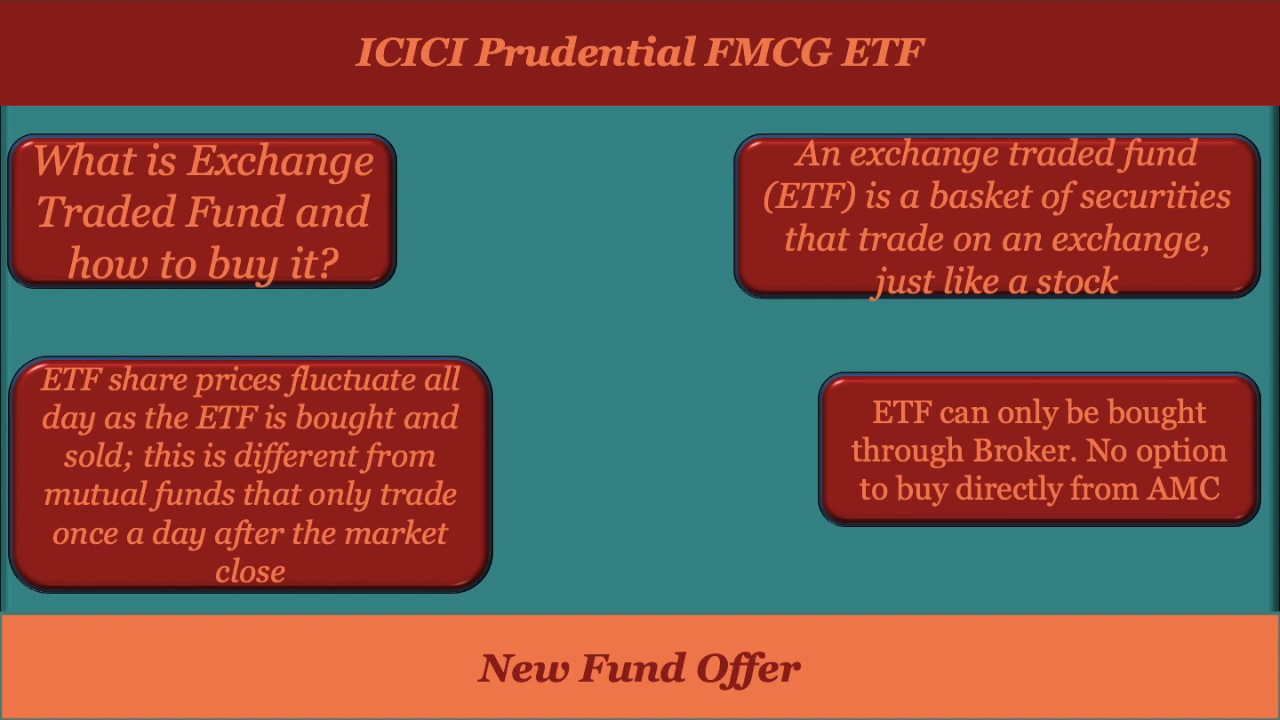 ICICI Prudential FMCG ETF
What is Exchange
Traded Fund and
how to buy it?
An exchange traded fund
(ETF) is a basket of securities
that trade on an exchange,
just like a stock
ETF share prices fluctuate all
day as the ETF is bought and
sold; this is different from
mutual funds that only trade
once a day after the market
close
ETF can only be bought
through Broker. No option
to buy directly from AMC
New Fund Offer